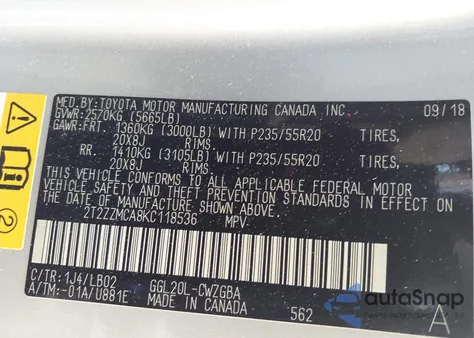 MFD. BY: TOYOTA MOTOR MANUFACTURING CANADA INC. 09/18
GVWR: 2570KG (5665LB)
GAWR: FRT. 1360KG (3000LB) WITH P235/55R20 TIRES,
20X8J RIMS.
RR. 1410KG (3105LB) WITH P235/55R20 TIRES,
20X8J RIMS.
THIS VEHICLE CONFORMS TO ALL APPLICABLE FEDERAL MOTOR
VEHICLE SAFETY STANDARDS IN EFFECT ON
THE DATE OF MANUFACTURE SHOWN ABOVE.
2T2ZZMCA8KC118536 MPV
C/TR: 1J4/LB02 GGL20L-CWZGBA
A/TM: -01A/U881E MADE IN CANADA 562 A
2
autoSnap